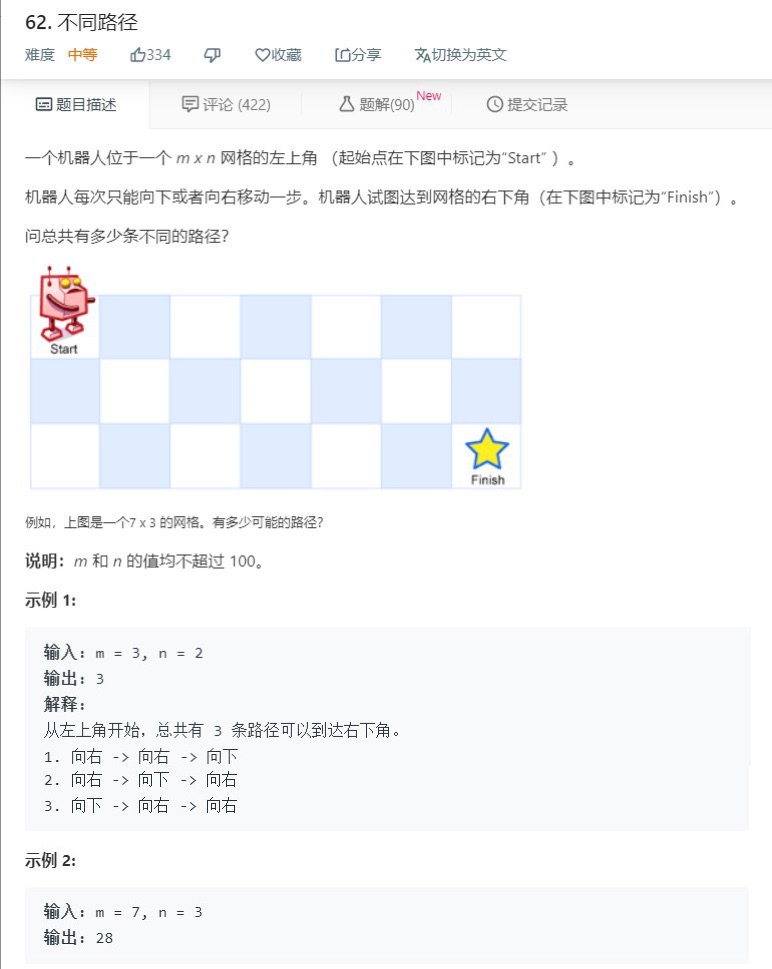 62. 不同路径
难度 中等 334 收藏 分享 切换为英文
题目描述 评论 (422) 题解(90) New 提交记录
一个机器人位于一个 m x n 网格的左上角 （起始点在下图中标记为“Start” ）。
机器人每次只能向下或者向右移动一步。机器人试图达到网格的右下角（在下图中标记为“Finish”）。
问总共有多少条不同的路径？
Start
Finish
例如，上图是一个7 x 3 的网格。有多少可能的路径？
说明：m 和 n 的值均不超过 100。
示例 1:
输入: m = 3, n = 2
输出: 3
解释:
从左上角开始，总共有 3 条路径可以到达右下角。
1. 向右 -> 向右 -> 向下
2. 向右 -> 向下 -> 向右
3. 向下 -> 向右 -> 向右
示例 2:
输入: m = 7, n = 3
输出: 28